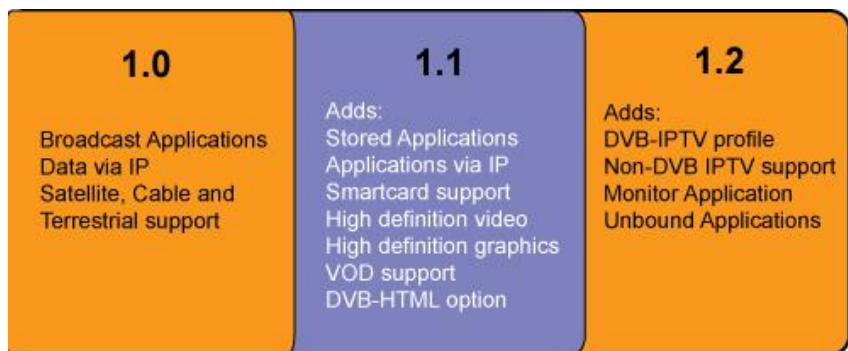 1.0
Broadcast Applications
Data via IP
Satellite, Cable and
Terrestrial support
1.1
Adds:
Stored Applications
Applications via IP
Smartcard support
High definition video
High definition graphics
VOD support
DVB-HTML option
1.2
Adds:
DVB-IPTV profile
Non-DVB IPTV support
Monitor Application
Unbound Applications